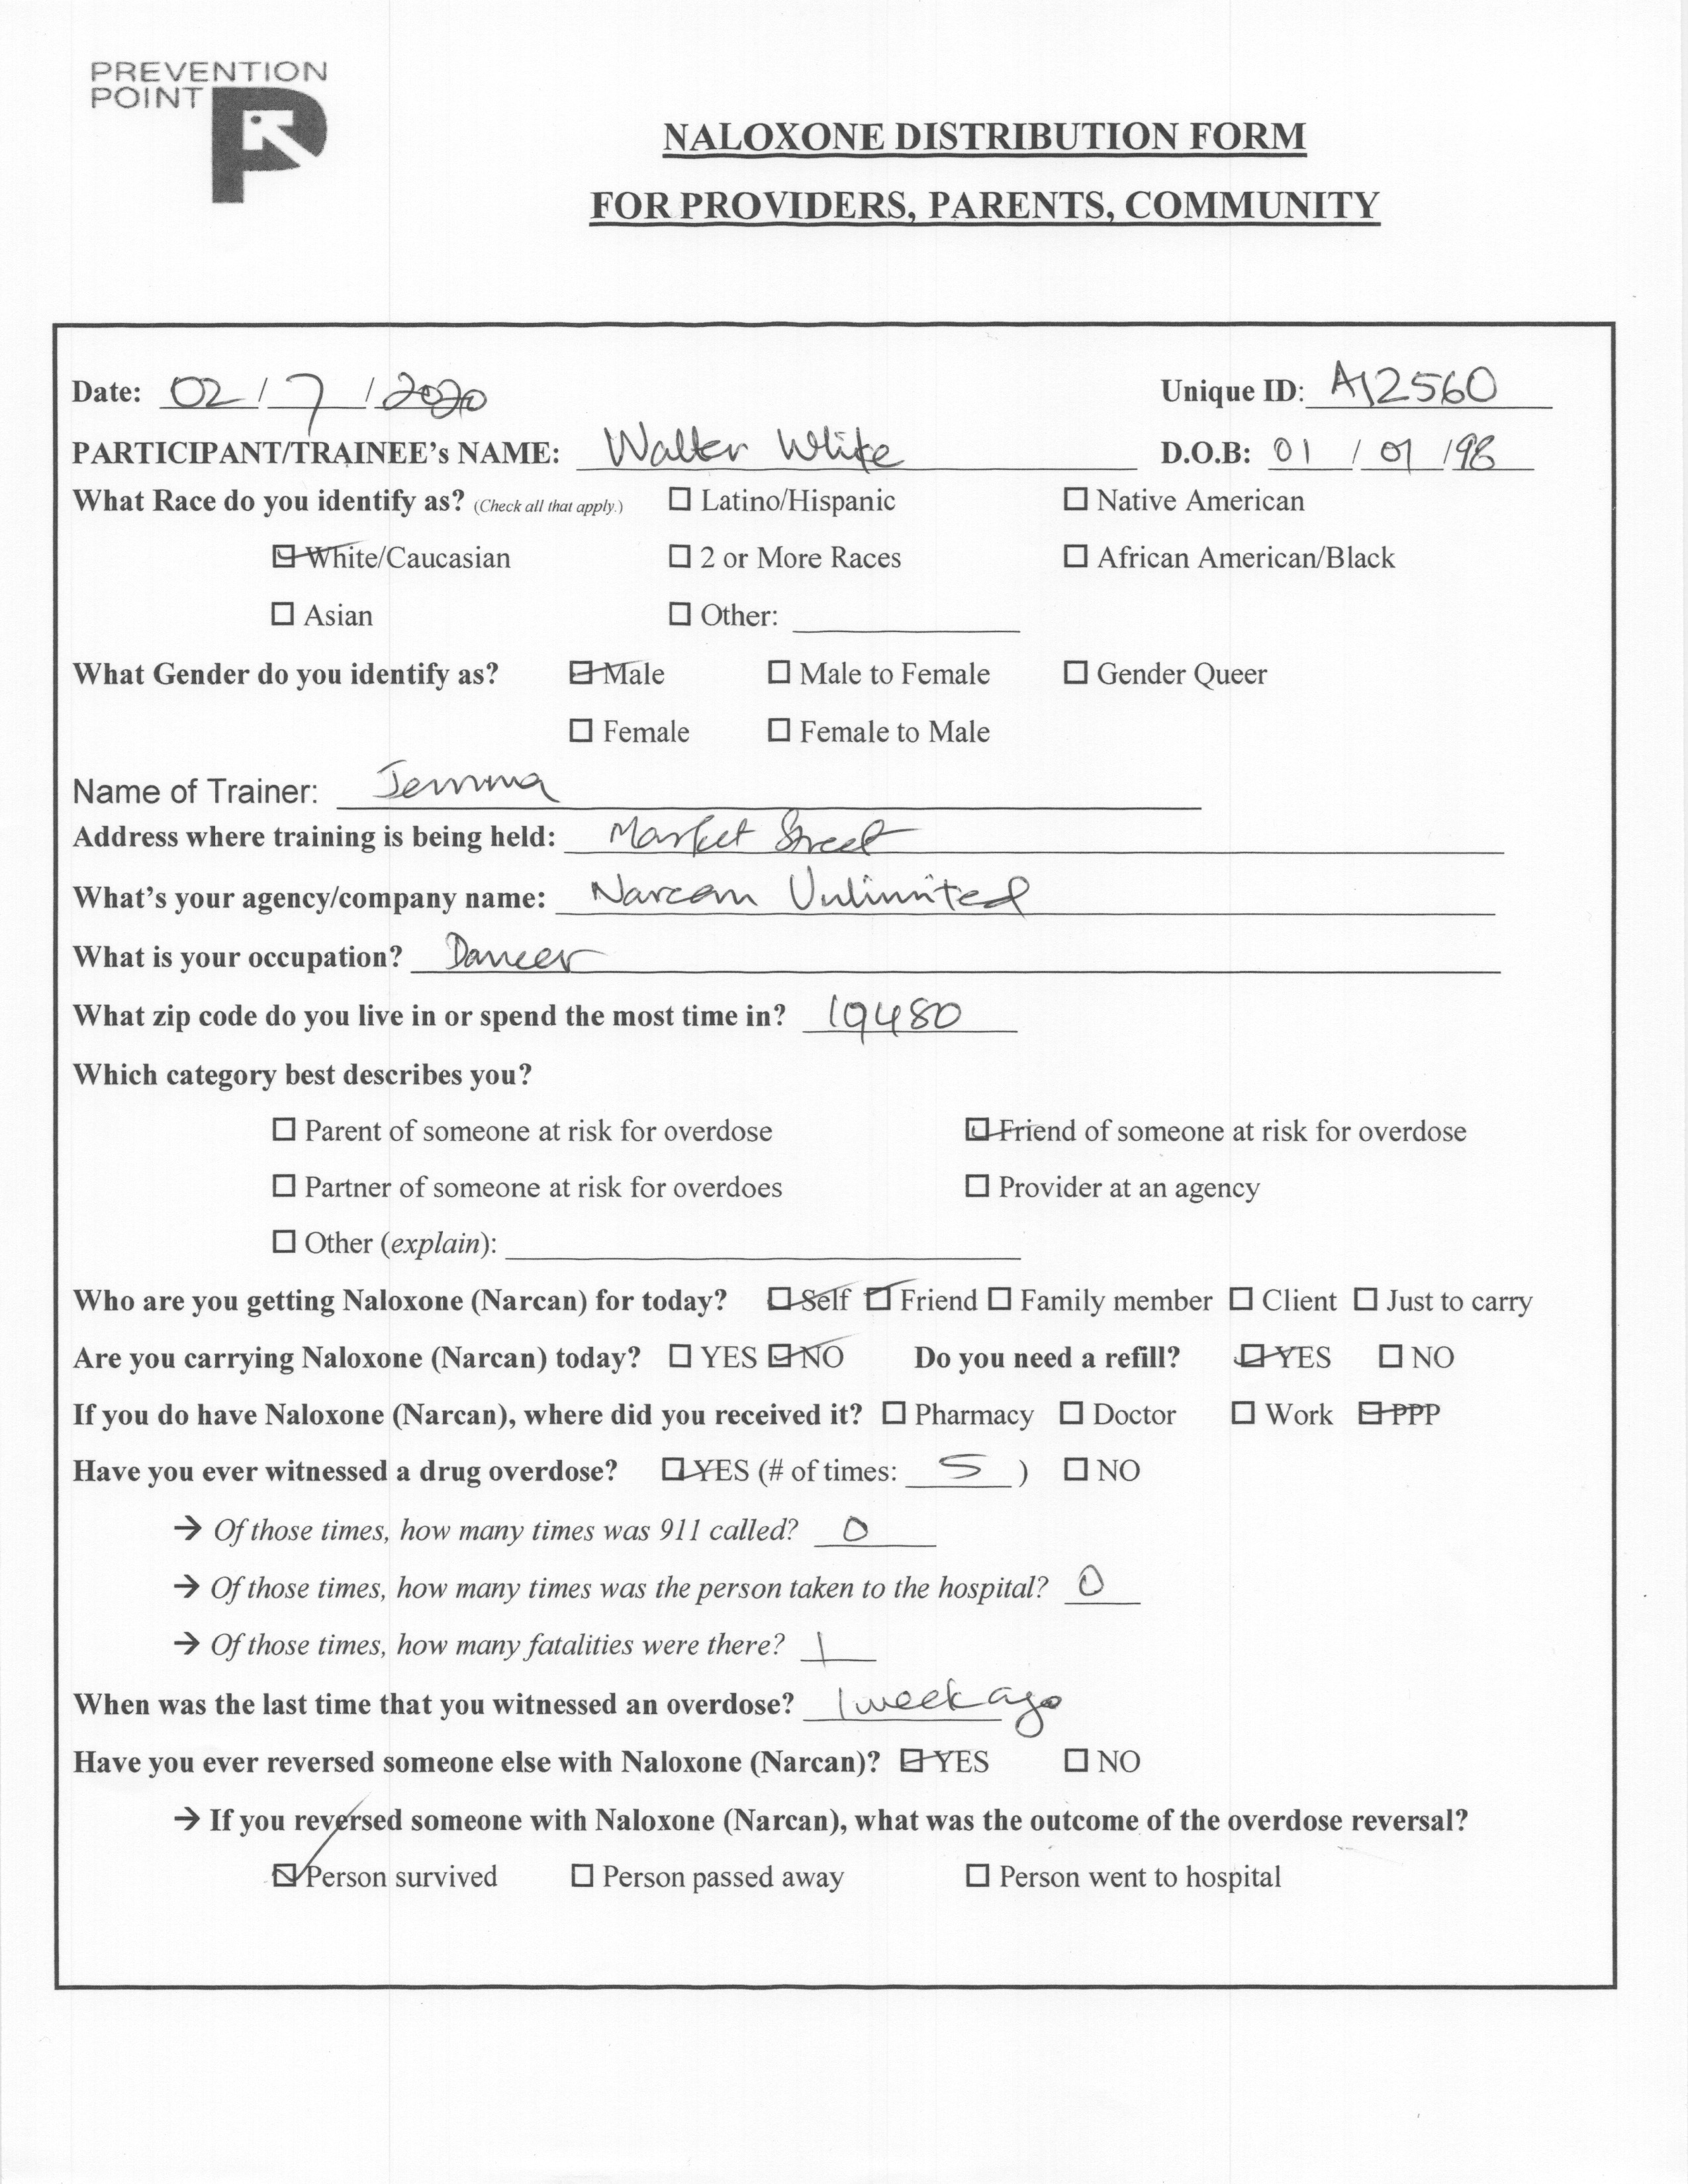 PREVENTION
POINT
NALOXONE DISTRIBUTION FORM
FOR PROVIDERS, PARENTS, COMMUNITY
Date: 02 / 7 / 2020 Unique ID: A12560
PARTICIPANT/TRAINEE's NAME: Walter White D.O.B: 01 / 01 /98
What Race do you identify as? (Check all that apply.) ☐ Latino/Hispanic ☐ Native American
☑ White/Caucasian ☐ 2 or More Races ☐ African American/Black
☐ Asian ☐ Other:
What Gender do you identify as? ☑ Male ☐ Male to Female ☐ Gender Queer
☐ Female ☐ Female to Male
Name of Trainer: Jemma
Address where training is being held: Market Street
What's your agency/company name: Narcan Unlimited
What is your occupation? Dancer
What zip code do you live in or spend the most time in? 19480
Which category best describes you?
☐ Parent of someone at risk for overdose ☑ Friend of someone at risk for overdose
☐ Partner of someone at risk for overdoes ☐ Provider at an agency
☐ Other (explain):
Who are you getting Naloxone (Narcan) for today? ☑ Self ☑ Friend ☐ Family member ☐ Client ☐ Just to carry
Are you carrying Naloxone (Narcan) today? ☐ YES ☑ NO Do you need a refill? ☑ YES ☐ NO
If you do have Naloxone (Narcan), where did you received it? ☐ Pharmacy ☐ Doctor ☐ Work ☑ PPP
Have you ever witnessed a drug overdose? ☑ YES (# of times: 5 ) ☐ NO
→ Of those times, how many times was 911 called? 0
→ Of those times, how many times was the person taken to the hospital? 0
→ Of those times, how many fatalities were there? 1
When was the last time that you witnessed an overdose? 1 week ago
Have you ever reversed someone else with Naloxone (Narcan)? ☑ YES ☐ NO
→ If you reversed someone with Naloxone (Narcan), what was the outcome of the overdose reversal?
☑ Person survived ☐ Person passed away ☐ Person went to hospital